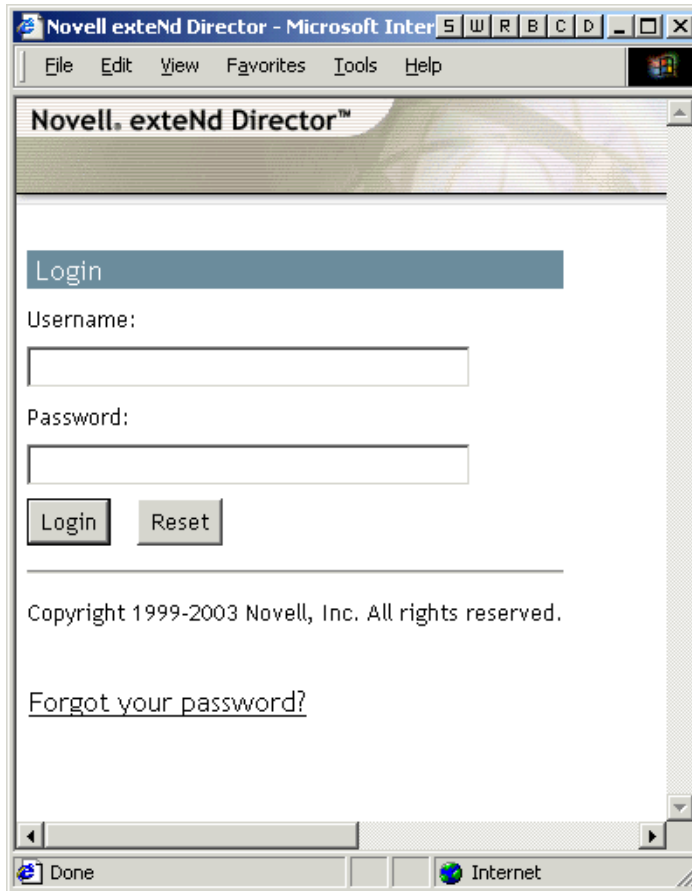 Novell exteNd Director - Microsoft Inter S W R B C D
File Edit View Favorites Tools Help
Novell® exteNd Director™
Login
Username:
Password:
Login Reset
Copyright 1999-2003 Novell, Inc. All rights reserved.
Forgot your password?
Done Internet